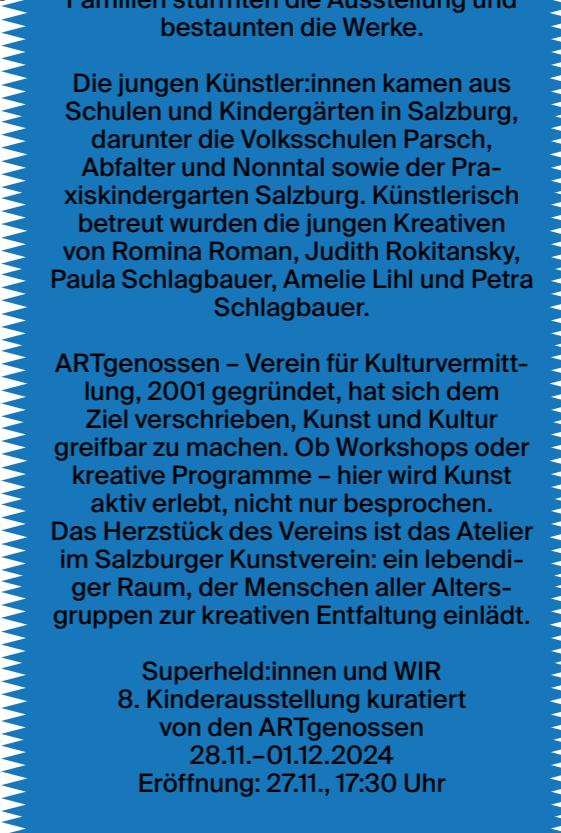 Familien stürmten die Ausstellung und
bestaunten die Werke.
Die jungen Künstler:innen kamen aus
Schulen und Kindergärten in Salzburg,
darunter die Volksschulen Parsch,
Abfalter und Nonntal sowie der Pra-
xiskindergarten Salzburg. Künstlerisch
betreut wurden die jungen Kreativen
von Romina Roman, Judith Rokitansky,
Paula Schlagbauer, Amelie Lihl und Petra
Schlagbauer.
ARTgenossen – Verein für Kulturvermitt-
lung, 2001 gegründet, hat sich dem
Ziel verschrieben, Kunst und Kultur
greifbar zu machen. Ob Workshops oder
kreative Programme – hier wird Kunst
aktiv erlebt, nicht nur besprochen.
Das Herzstück des Vereins ist das Atelier
im Salzburger Kunstverein: ein lebendi-
ger Raum, der Menschen aller Alters-
gruppen zur kreativen Entfaltung einlädt.
Superheld:innen und WIR
8. Kinderausstellung kuratiert
von den ARTgenossen
28.11.–01.12.2024
Eröffnung: 27.11., 17:30 Uhr